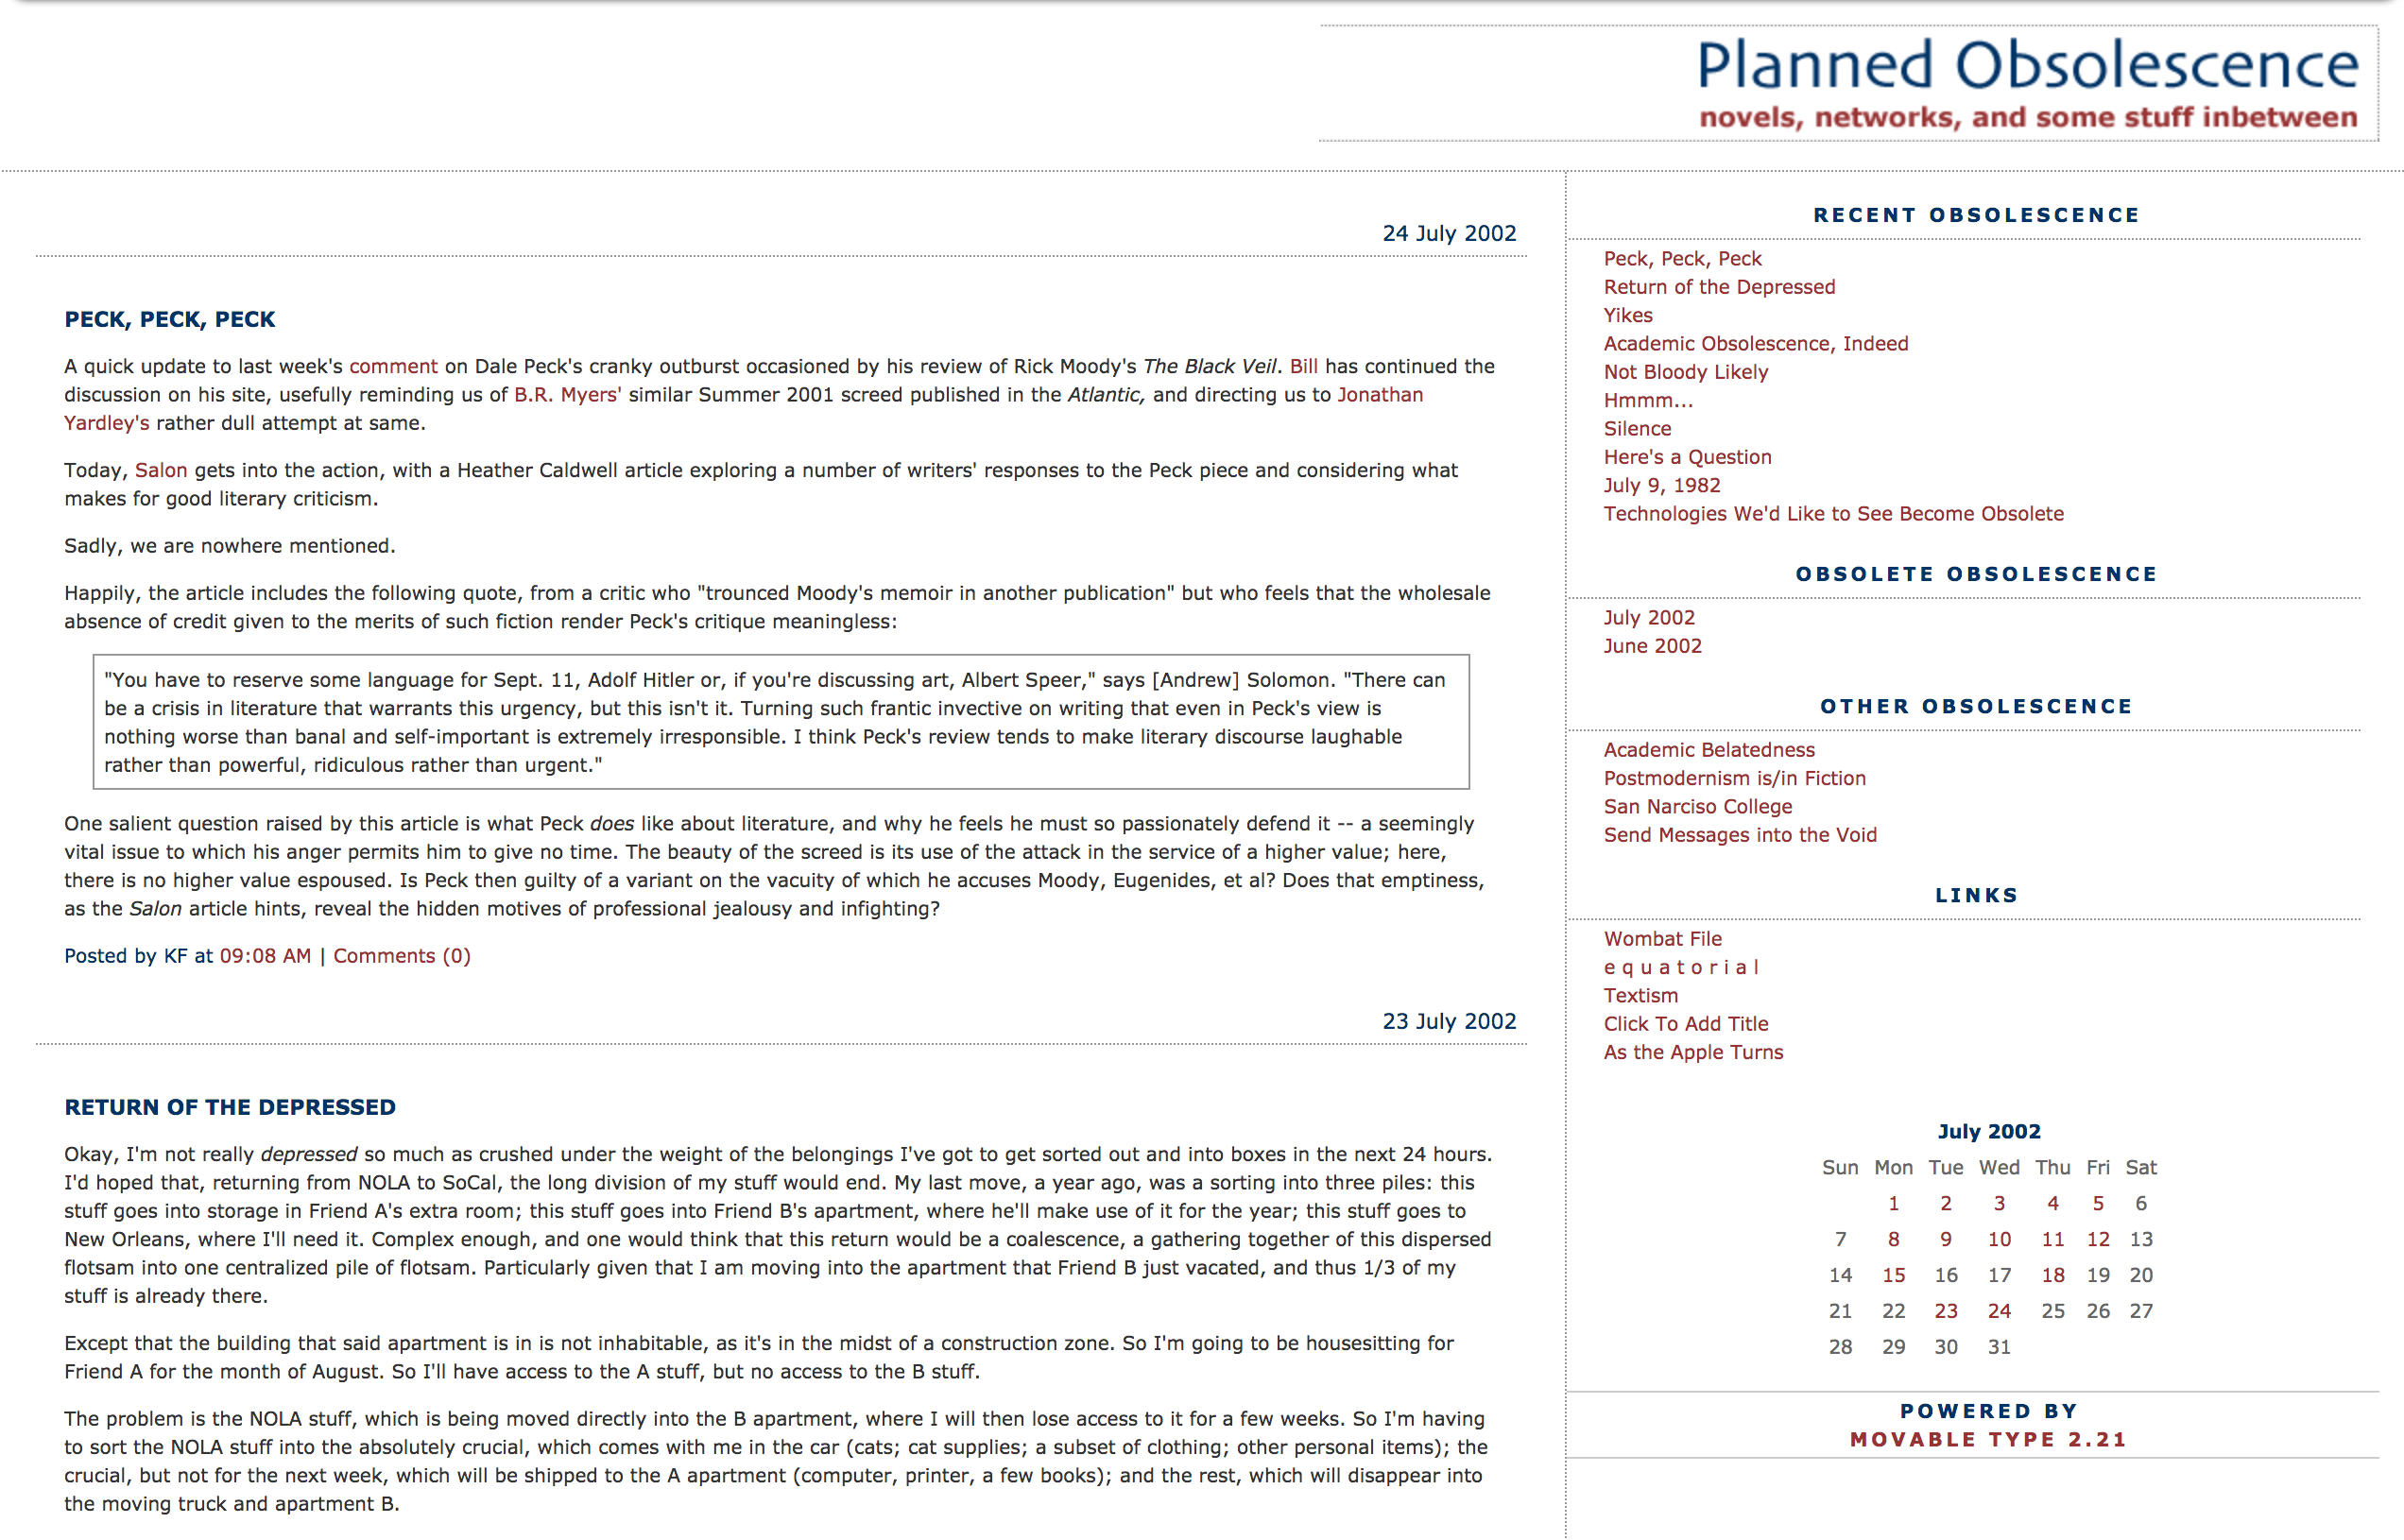 Planned Obsolescence
novels, networks, and some stuff inbetween
24 July 2002
PECK, PECK, PECK
A quick update to last week's comment on Dale Peck's cranky outburst occasioned by his review of Rick Moody's The Black Veil. Bill has continued the
discussion on his site, usefully reminding us of B.R. Myers' similar Summer 2001 screed published in the Atlantic, and directing us to Jonathan
Yardley's rather dull attempt at same.
Today, Salon gets into the action, with a Heather Caldwell article exploring a number of writers' responses to the Peck piece and considering what
makes for good literary criticism.
Sadly, we are nowhere mentioned.
Happily, the article includes the following quote, from a critic who "trounced Moody's memoir in another publication" but who feels that the wholesale
absence of credit given to the merits of such fiction render Peck's critique meaningless:
"You have to reserve some language for Sept. 11, Adolf Hitler or, if you're discussing art, Albert Speer," says [Andrew] Solomon. "There can
be a crisis in literature that warrants this urgency, but this isn't it. Turning such frantic invective on writing that even in Peck's view is
nothing worse than banal and self-important is extremely irresponsible. I think Peck's review tends to make literary discourse laughable
rather than powerful, ridiculous rather than urgent."
One salient question raised by this article is what Peck does like about literature, and why he feels he must so passionately defend it -- a seemingly
vital issue to which his anger permits him to give no time. The beauty of the screed is its use of the attack in the service of a higher value; here,
there is no higher value espoused. Is Peck then guilty of a variant on the vacuity of which he accuses Moody, Eugenides, et al? Does that emptiness,
as the Salon article hints, reveal the hidden motives of professional jealousy and infighting?
Posted by KF at 09:08 AM | Comments (0)
23 July 2002
RETURN OF THE DEPRESSED
Okay, I'm not really depressed so much as crushed under the weight of the belongings I've got to get sorted out and into boxes in the next 24 hours.
I'd hoped that, returning from NOLA to SoCal, the long division of my stuff would end. My last move, a year ago, was a sorting into three piles: this
stuff goes into storage in Friend A's extra room; this stuff goes into Friend B's apartment, where he'll make use of it for the year; this stuff goes to
New Orleans, where I'll need it. Complex enough, and one would think that this return would be a coalescence, a gathering together of this dispersed
flotsam into one centralized pile of flotsam. Particularly given that I am moving into the apartment that Friend B just vacated, and thus 1/3 of my
stuff is already there.
Except that the building that said apartment is in is not inhabitable, as it's in the midst of a construction zone. So I'm going to be housesitting for
Friend A for the month of August. So I'll have access to the A stuff, but no access to the B stuff.
The problem is the NOLA stuff, which is being moved directly into the B apartment, where I will then lose access to it for a few weeks. So I'm having
to sort the NOLA stuff into the absolutely crucial, which comes with me in the car (cats; cat supplies; a subset of clothing; other personal items); the
crucial, but not for the next week, which will be shipped to the A apartment (computer, printer, a few books); and the rest, which will disappear into
the moving truck and apartment B.
RECENT OBSOLESCENCE
Peck, Peck, Peck
Return of the Depressed
Yikes
Academic Obsolescence, Indeed
Not Bloody Likely
Hmmm...
Silence
Here's a Question
July 9, 1982
Technologies We'd Like to See Become Obsolete
OBSOLETE OBSOLESCENCE
July 2002
June 2002
OTHER OBSOLESCENCE
Academic Belatedness
Postmodernism is/in Fiction
San Narciso College
Send Messages into the Void
LINKS
Wombat File
e q u a t o r i a l
Textism
Click To Add Title
As the Apple Turns
July 2002
Sun Mon Tue Wed Thu Fri Sat
1 2 3 4 5 6
7 8 9 10 11 12 13
14 15 16 17 18 19 20
21 22 23 24 25 26 27
28 29 30 31
POWERED BY
MOVABLE TYPE 2.21